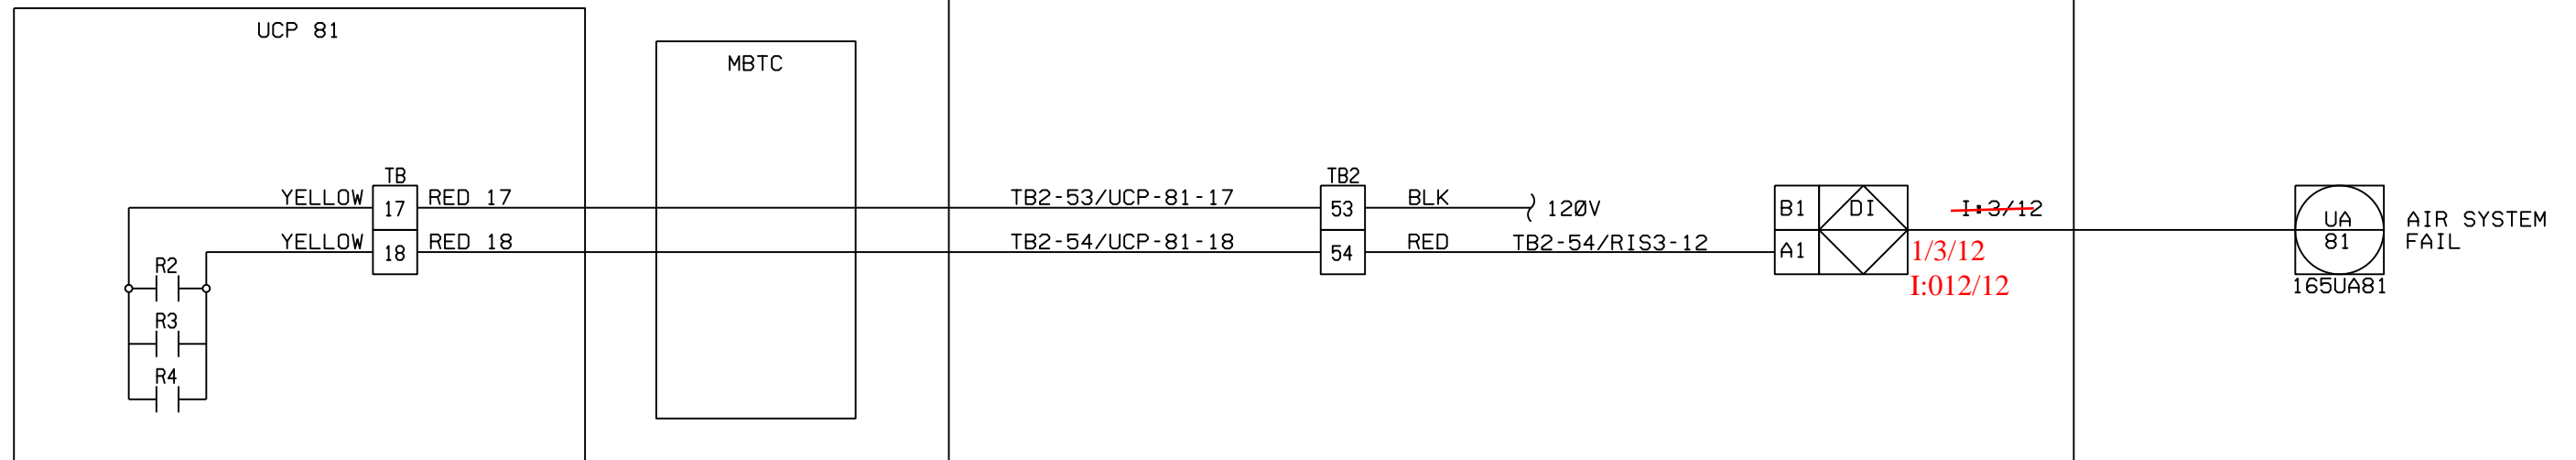 UCP 81
MBTC
TB
TB2
YELLOW 17 RED 17
TB2-53/UCP-81-17
53 BLK 120V
B1 DI
I:3/12
UA
81
AIR SYSTEM
FAIL
YELLOW 18 RED 18
TB2-54/UCP-81-18
54 RED TB2-54/RIS3-12
A1
1/3/12
I:012/12
165UA81
R2
R3
R4